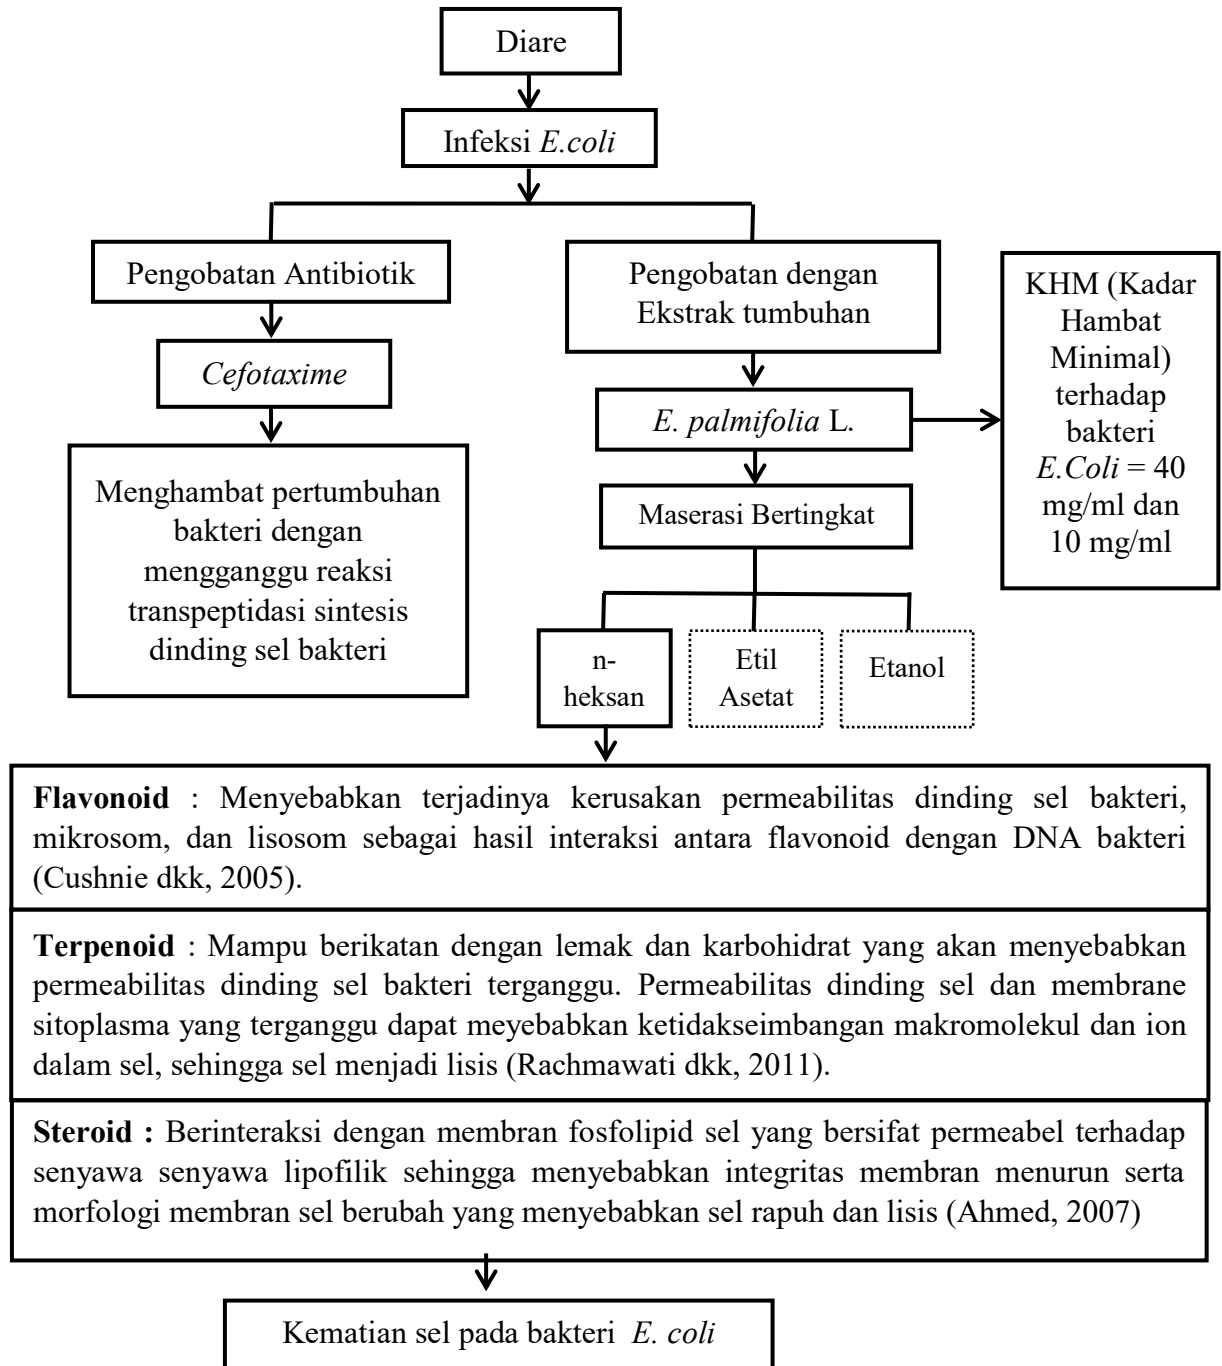 Diare
Infeksi E.coli
Pengobatan Antibiotik
Cefotaxime
Menghambat pertumbuhan
bakteri dengan
mengganggu reaksi
transpeptidasi sintesis
dinding sel bakteri
Pengobatan dengan
Ekstrak tumbuhan
E. palmifolia L.
KHM (Kadar
Hambat
Minimal)
terhadap
bakteri
E.Coli = 40
mg/ml dan
10 mg/ml
Maserasi Bertingkat
n-
heksan
Etil
Asetat
Etanol
Flavonoid : Menyebabkan terjadinya kerusakan permeabilitas dinding sel bakteri,
mikrosom, dan lisosom sebagai hasil interaksi antara flavonoid dengan DNA bakteri
(Cushnie dkk, 2005).
Terpenoid : Mampu berikatan dengan lemak dan karbohidrat yang akan menyebabkan
permeabilitas dinding sel bakteri terganggu. Permeabilitas dinding sel dan membrane
sitoplasma yang terganggu dapat meyebabkan ketidakseimbangan makromolekul dan ion
dalam sel, sehingga sel menjadi lisis (Rachmawati dkk, 2011).
Steroid : Berinteraksi dengan membran fosfolipid sel yang bersifat permeabel terhadap
senyawa senyawa lipofilik sehingga menyebabkan integritas membran menurun serta
morfologi membran sel berubah yang menyebabkan sel rapuh dan lisis (Ahmed, 2007)
Kematian sel pada bakteri E. coli